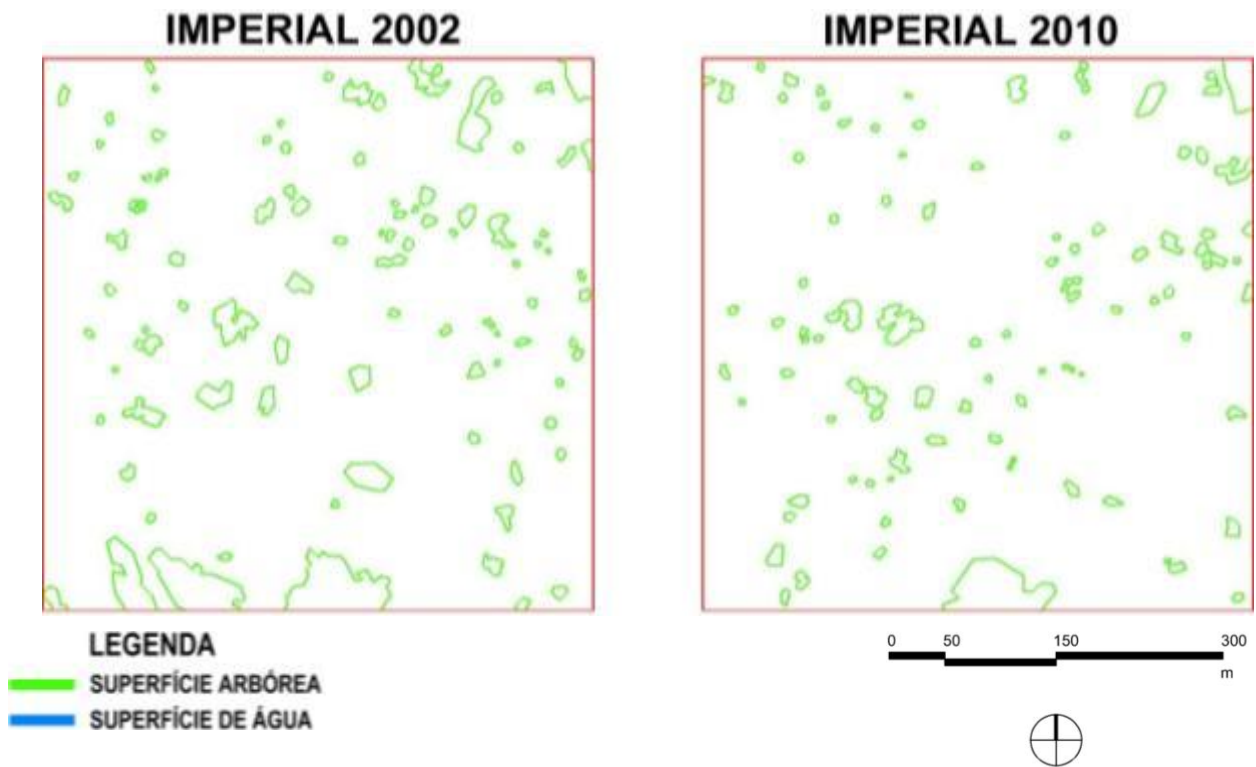 IMPERIAL 2002
IMPERIAL 2010
LEGENDA
SUPERFÍCIE ARBÓREA
SUPERFÍCIE DE ÁGUA
0 50 150 300
m